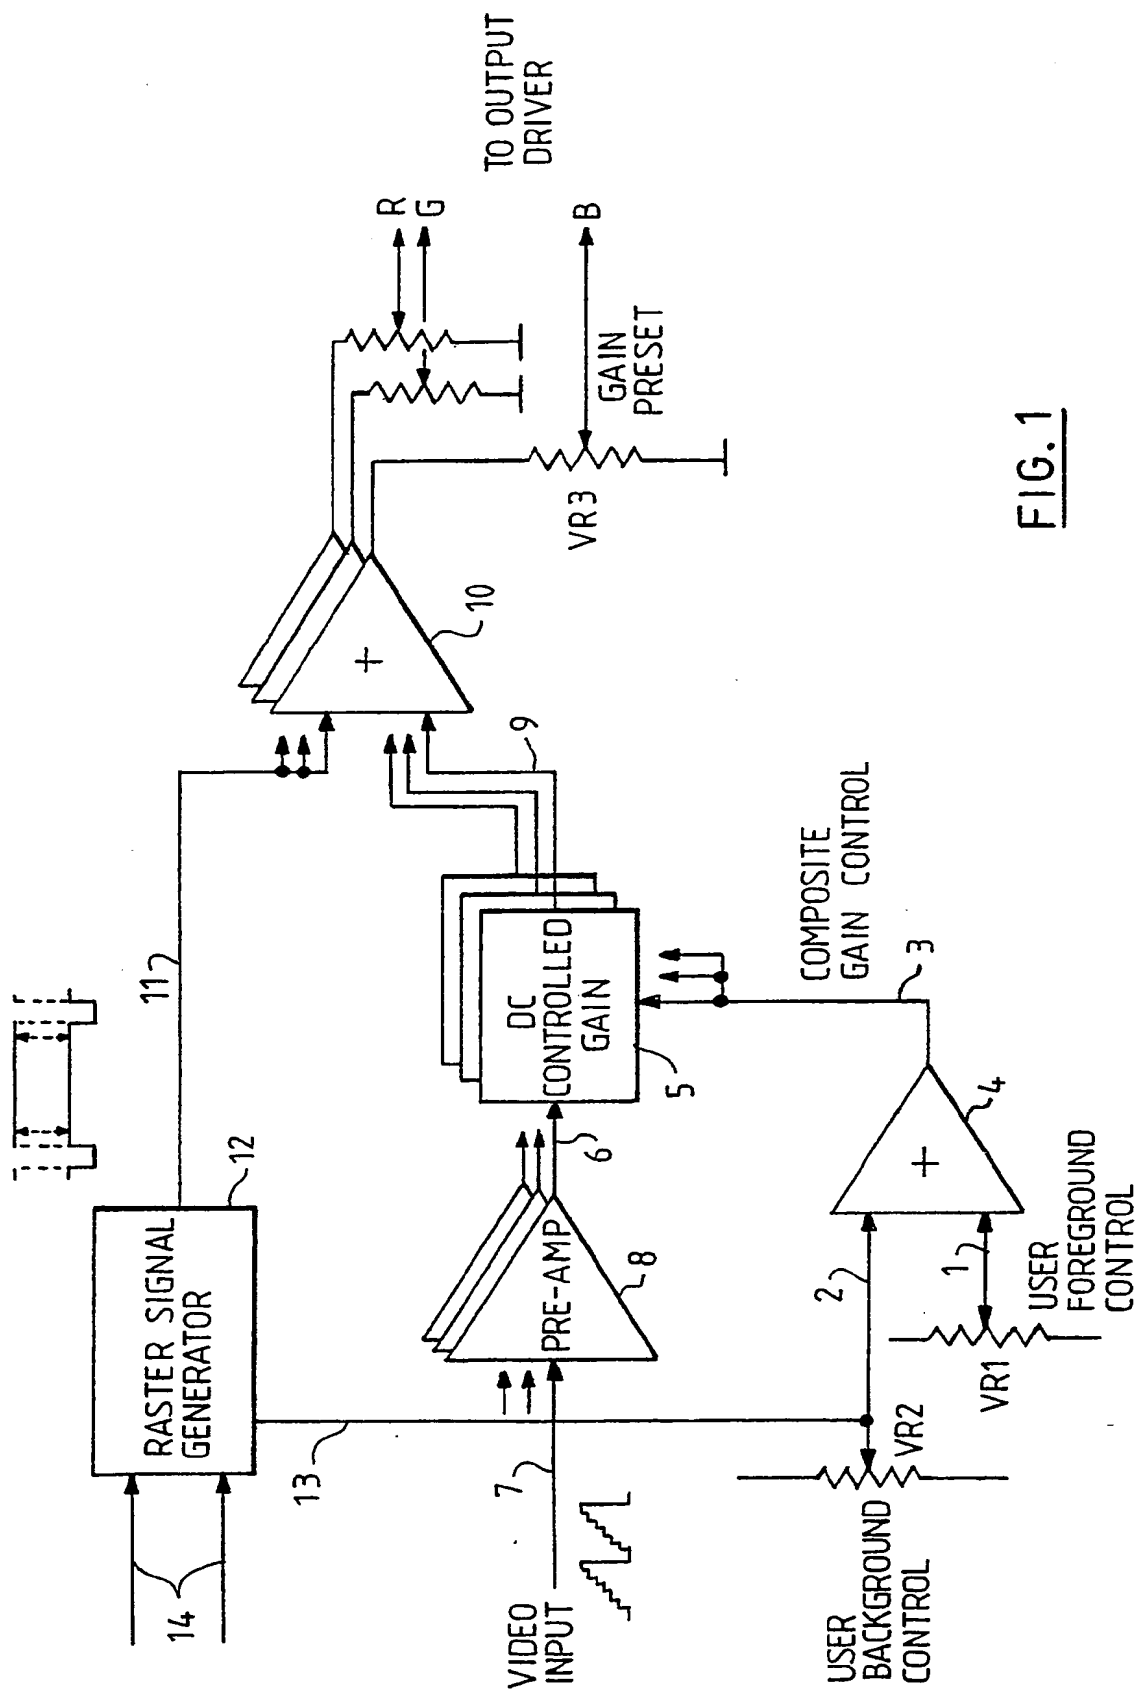 14
RASTER SIGNAL
GENERATOR
12
11
13
VIDEO
INPUT
7
PRE-AMP
8
6
DC
CONTROLLED
GAIN
5
9
+
10
R
G
B
TO OUTPUT
DRIVER
VR3
GAIN
PRESET
USER
BACKGROUND
CONTROL
VR2
2
VR1
1
USER
FOREGROUND
CONTROL
+
4
3
COMPOSITE
GAIN CONTROL
FIG. 1